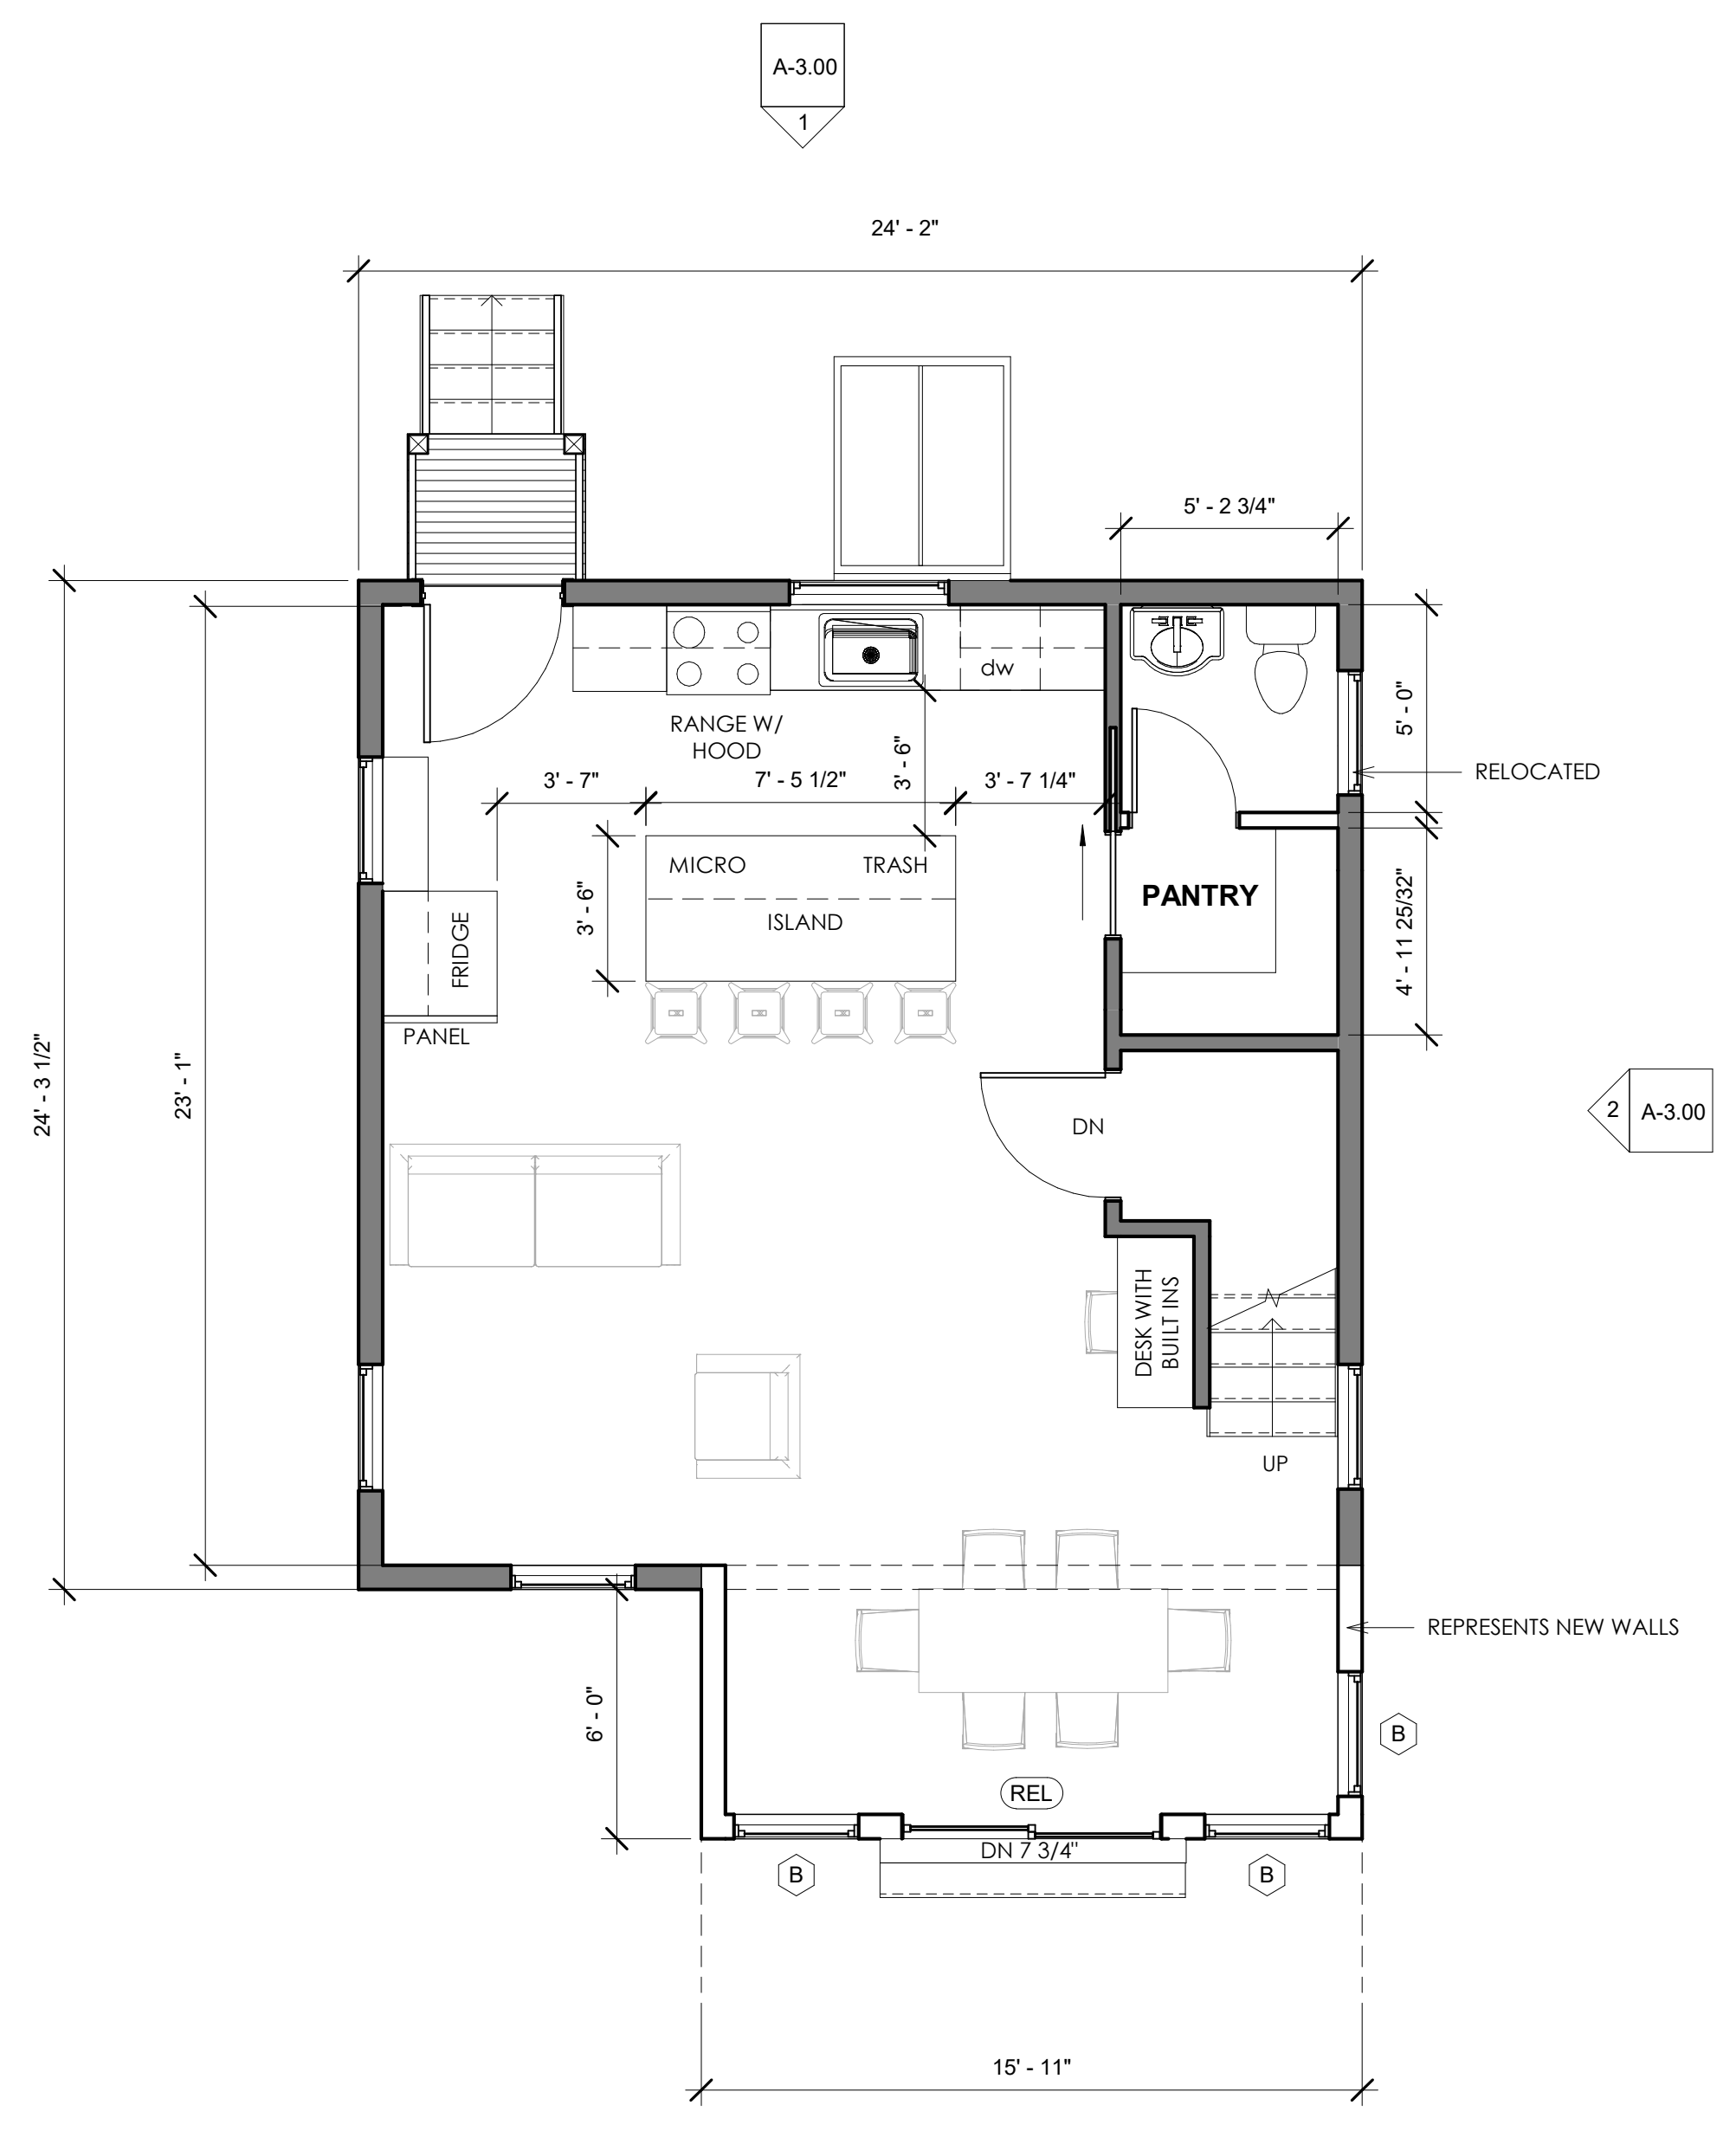 A-3.00
1
24' - 2"
5' - 2 3/4"
dw
RANGE W/
HOOD
5' - 0"
3' - 6"
RELOCATED
3' - 7"
7' - 5 1/2"
3' - 7 1/4"
MICRO
TRASH
3' - 6"
ISLAND
PANTRY
FRIDGE
4' - 11 25/32"
PANEL
24' - 3 1/2"
23' - 1"
DN
2
A-3.00
DESK WITH
BUILT INS
UP
REPRESENTS NEW WALLS
6' - 0"
B
REL
DN 7 3/4"
B
B
15' - 11"